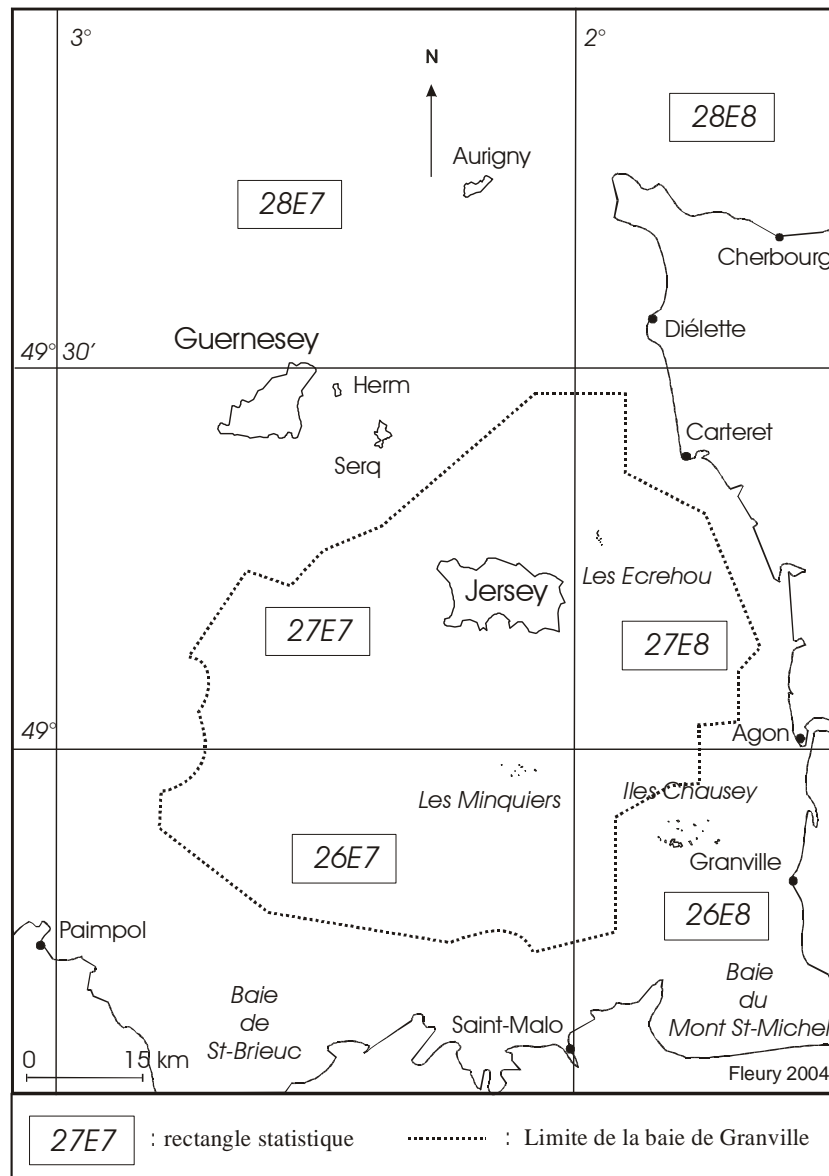 3°
2°
N
28E8
Aurigny
28E7
Cherbourg
Diélette
Guernesey
49° 30'
Herm
Carteret
Serq
Les Ecrehou
Jersey
27E7
27E8
49°
Agon
Les Minquiers
Iles Chausey
26E7
Granville
26E8
Paimpol
Baie
de
St-Brieuc
Baie
du
Mont St-Michel
Saint-Malo
0 15 km
Fleury 2004
27E7 : rectangle statistique : Limite de la baie de Granville